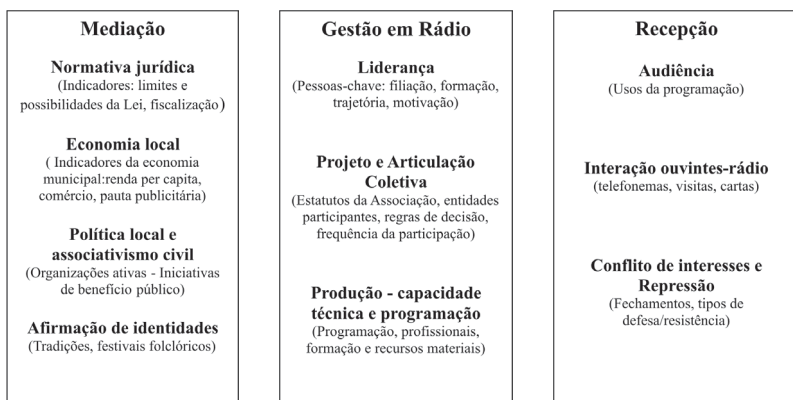 Mediação
Normativa jurídica
(Indicadores: limites e
possibilidades da Lei, fiscalização)
Economia local
( Indicadores da economia
municipal:renda per capita,
comércio, pauta publicitária)
Política local e
associativismo civil
(Organizações ativas - Iniciativas
de benefício público)
Afirmação de identidades
(Tradições, festivais folclóricos)
Gestão em Rádio
Liderança
(Pessoas-chave: filiação, formação,
trajetória, motivação)
Projeto e Articulação
Coletiva
(Estatutos da Associação, entidades
participantes, regras de decisão,
frequência da participação)
Produção - capacidade
técnica e programação
(Programação, profissionais,
formação e recursos materiais)
Recepção
Audiência
(Usos da programação)
Interação ouvintes-rádio
(telefonemas, visitas, cartas)
Conflito de interesses e
Repressão
(Fechamentos, tipos de
defesa/resistência)